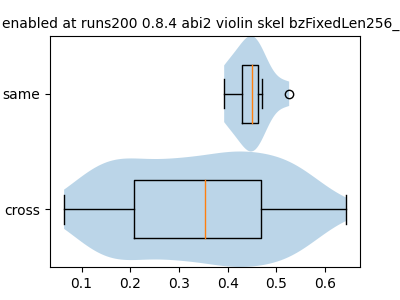 enabled at runs200 0.8.4 abi2 violin skel bzFixedLen256_
same
cross
0.1 0.2 0.3 0.4 0.5 0.6